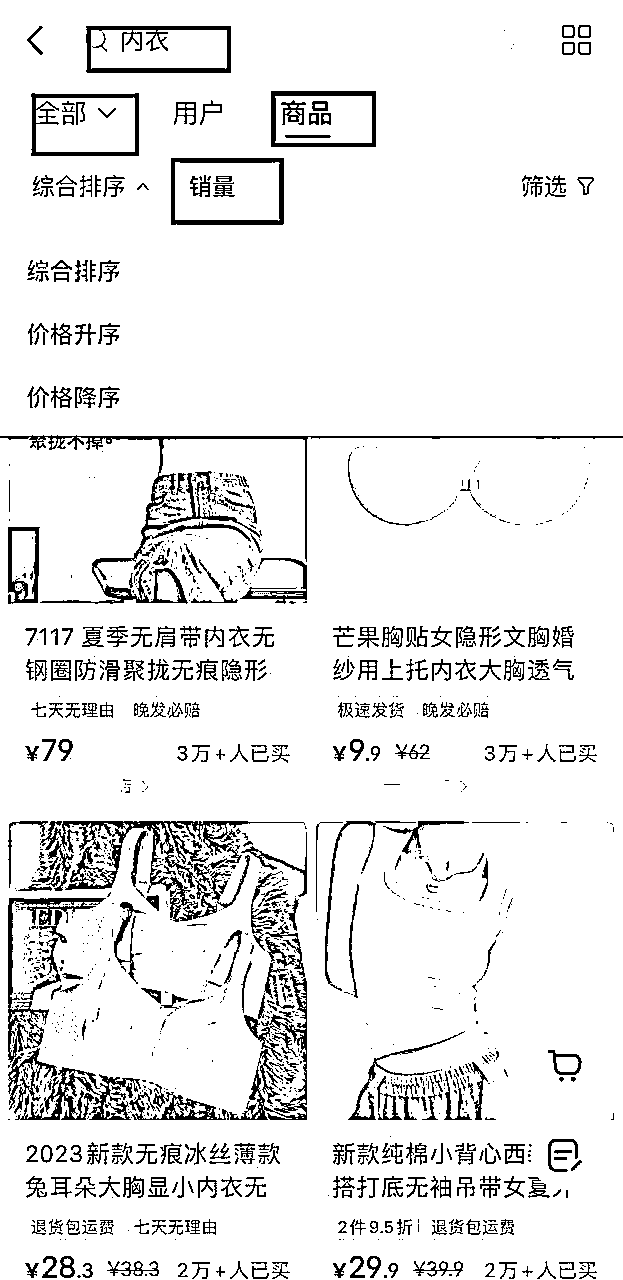 内衣
全部 用户 商品
综合排序 销量 筛选
综合排序
价格升序
价格降序
聚拢不掉。
7117 夏季无肩带内衣无
钢圈防滑聚拢无痕隐形
七天无理由 晚发必赔
¥79 3万+人已买
芒果胸贴女隐形文胸婚
纱用上托内衣大胸透气
极速发货 晚发必赔
¥9.9 ¥62 3万+人已买
2023新款无痕冰丝薄款
兔耳朵大胸显小内衣无
退货包运费 七天无理由
¥28.3 ¥38.3 2万+人已买
新款纯棉小背心西
搭打底无袖吊带女夏
2件9.5折 退货包运费
¥29.9 ¥39.9 2万+人已买